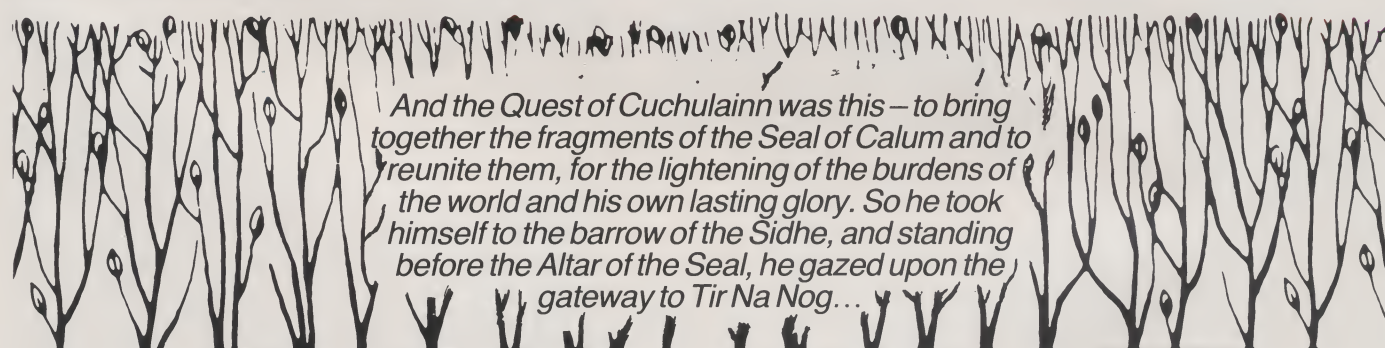 And the Quest of Cuchulainn was this – to bring
together the fragments of the Seal of Calum and to
reunite them, for the lightening of the burdens of
the world and his own lasting glory. So he took
himself to the barrow of the Sidhe, and standing
before the Altar of the Seal, he gazed upon the
gateway to Tir Na Nog...